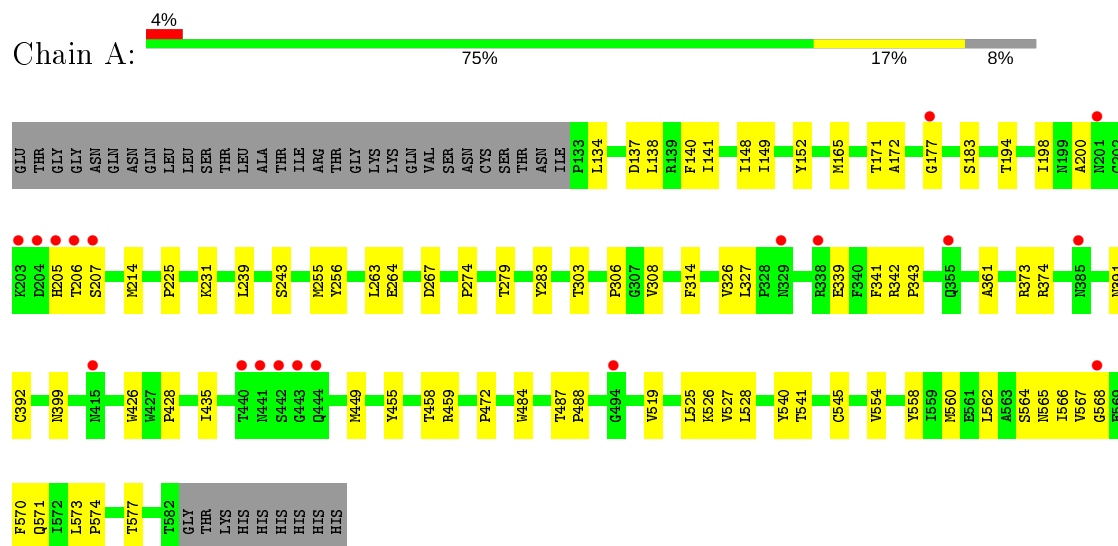 4%
Chain A:
75% 17% 8%
GLU THR GLY GLY ASN GLN ASN GLN LEU LEU SER THR LEU ALA THR ILE ARG THR GLY LYS LYS GLN VAL SER ASN CYS SER THR ASN ILE P133 L134 D137 L138 R139 F140 I141 I148 I149 Y152 M165 T171 A172 G177 S183 T194 I198 N199 A200 N201
K203 D204 H205 T206 S207 M214 P225 K231 L239 S243 M255 Y256 L263 E264 D267 P274 T279 Y283 T303 P306 G307 V308 F314 V326 L327 P328 N329 R338 E339 F340 F341 R342 P343 Q355 A361 R373 R374 N385 N391
C392 N399 N415 W426 W427 P428 I435 T440 N441 S442 G443 Q444 M449 Y455 T458 R459 P472 W484 T487 P488 G494 V519 L525 K526 V527 L528 Y540 T541 C545 V554 Y558 I559 M560 E561 L562 A563 S564 N565 I566 V567 G568
F570 Q571 I572 L573 P574 T577 T582 GLY THR LYS HIS HIS HIS HIS HIS HIS